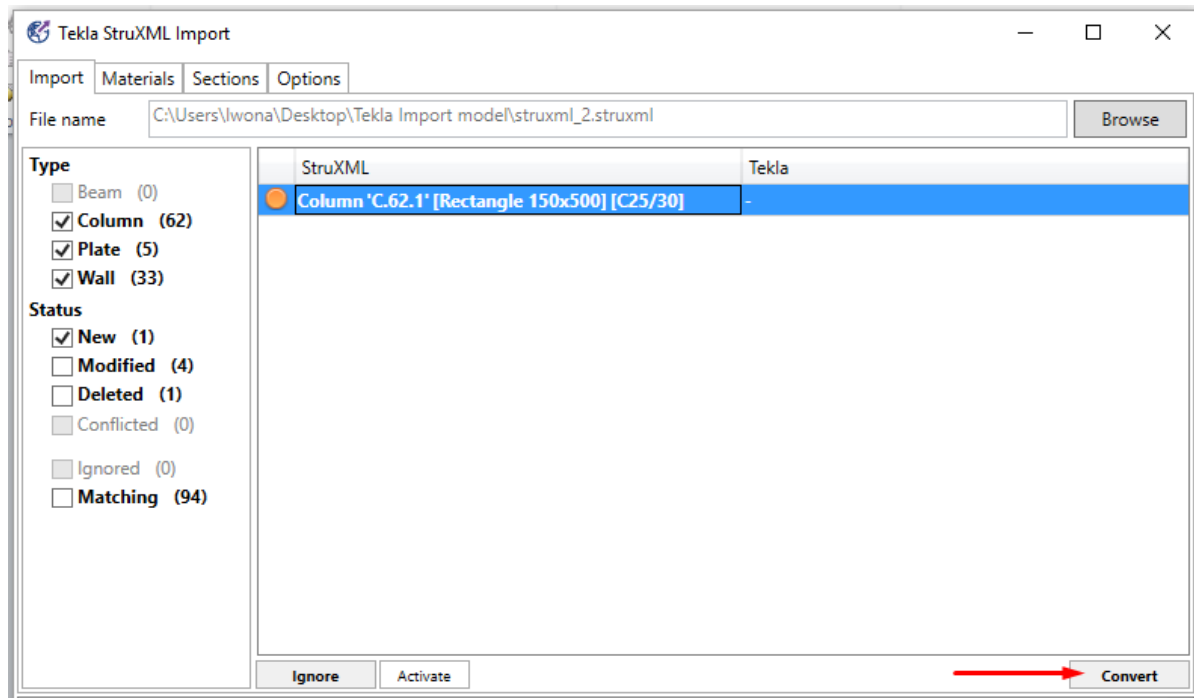 Tekla StruXML Import
Import Materials Sections Options
File name C:\Users\Iwona\Desktop\Tekla Import model\struxml_2.struxml Browse
Type
Beam (0)
Column (62)
Plate (5)
Wall (33)
Status
New (1)
Modified (4)
Deleted (1)
Conflicted (0)
Ignored (0)
Matching (94)
StruXML Tekla
Column 'C.62.1' [Rectangle 150x500] [C25/30] -
Ignore Activate Convert